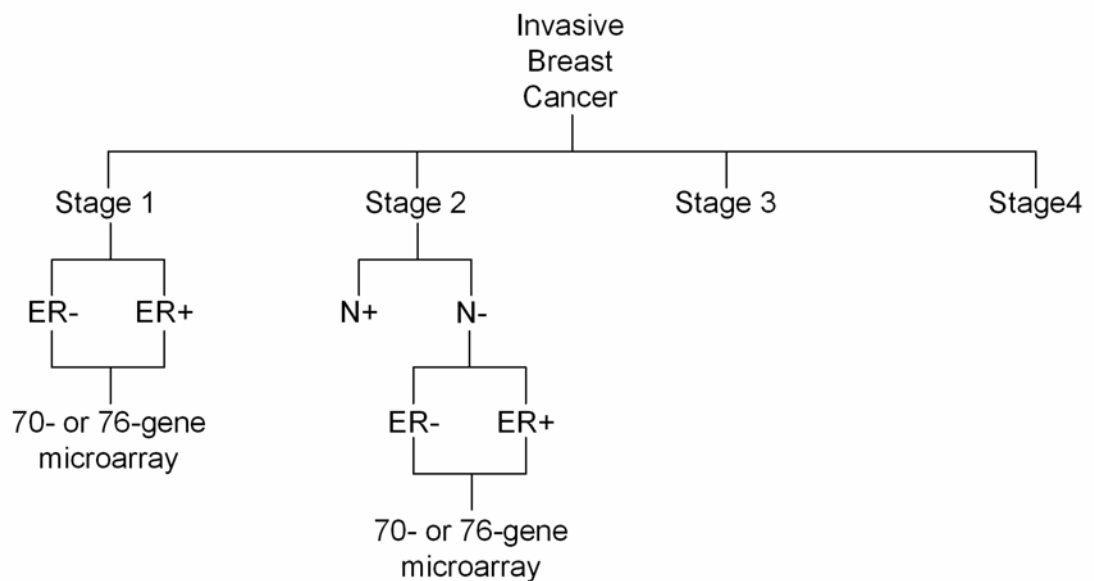 Invasive
Breast
Cancer
Stage 1
Stage 2
Stage 3
Stage4
ER-
ER+
N+
N-
70- or 76-gene
microarray
ER-
ER+
70- or 76-gene
microarray